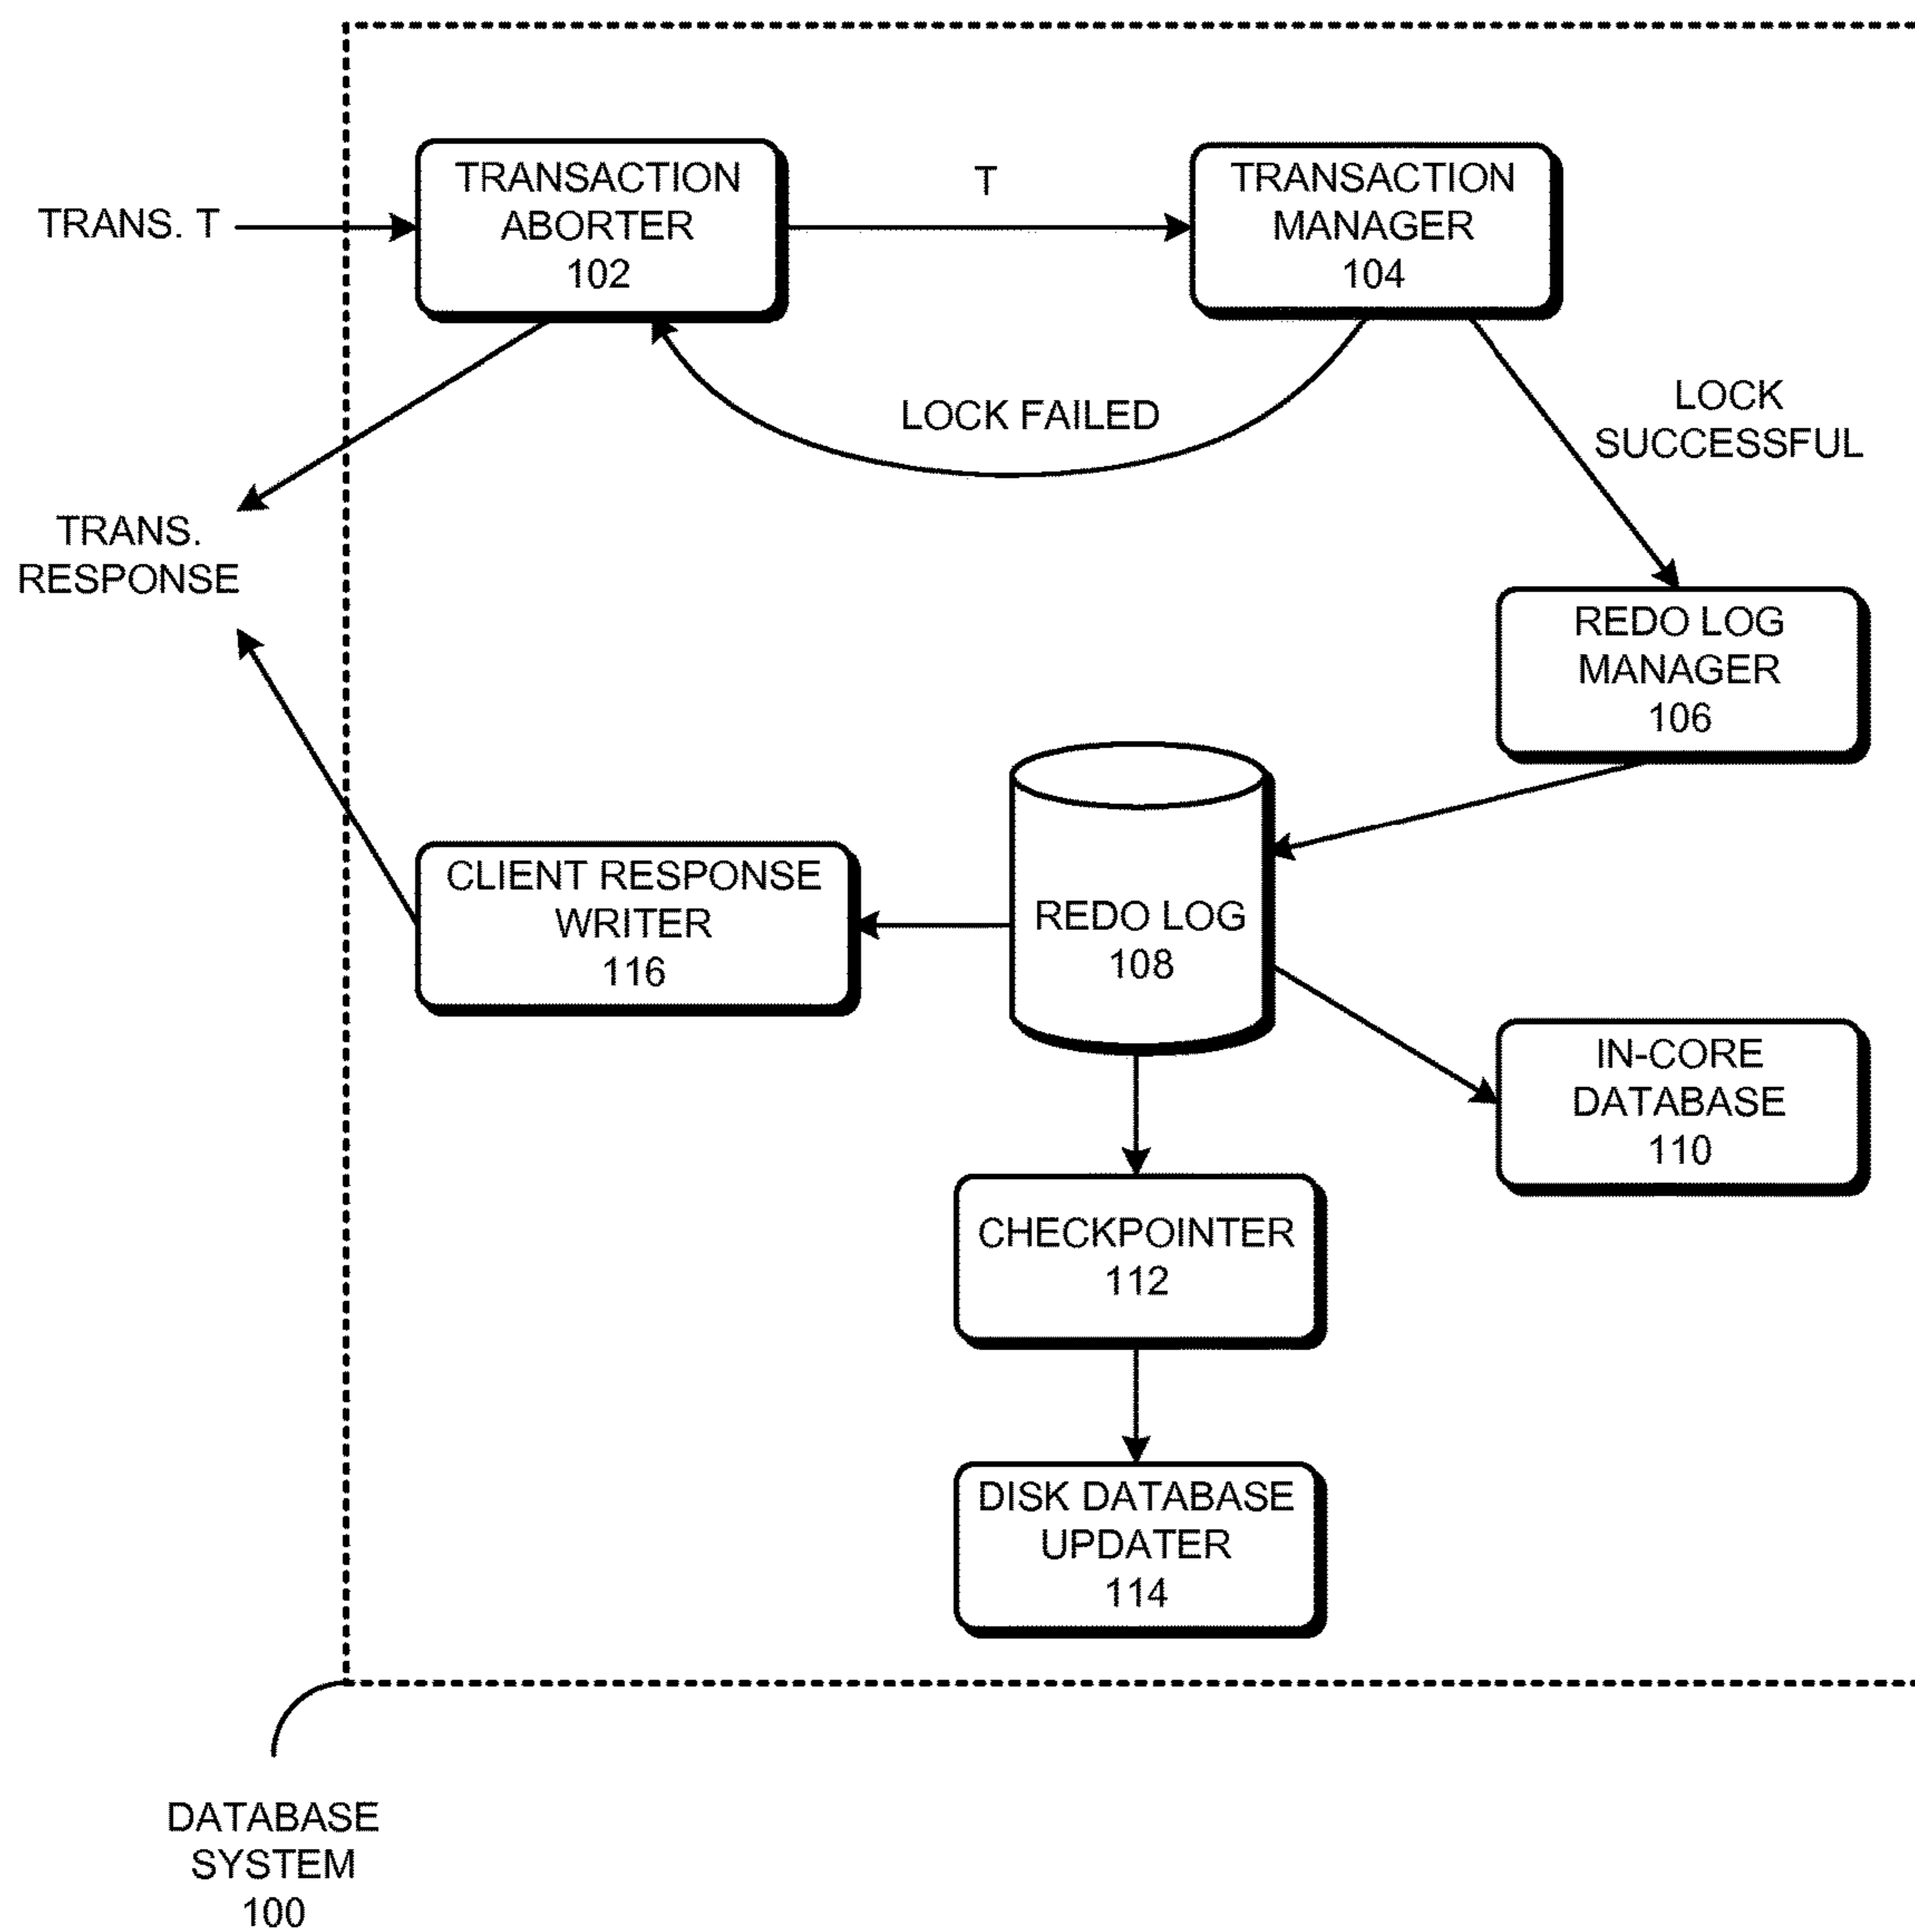 TRANSACTION
ABORTER
102
T
TRANSACTION
MANAGER
104
TRANS. T
LOCK FAILED
LOCK
SUCCESSFUL
TRANS.
RESPONSE
REDO LOG
MANAGER
106
CLIENT RESPONSE
WRITER
116
REDO LOG
108
IN-CORE
DATABASE
110
CHECKPOINTER
112
DISK DATABASE
UPDATER
114
DATABASE
SYSTEM
100